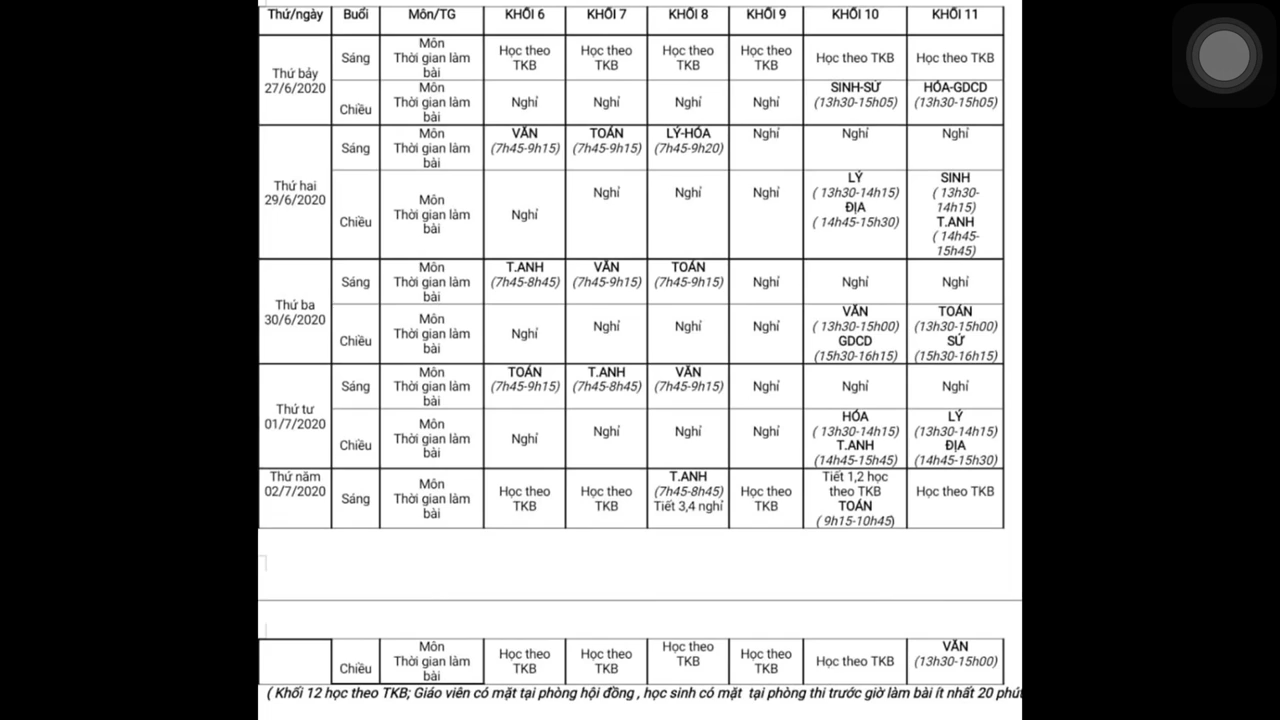 Thứ/ngày Buổi Môn/TG KHỐI 6 KHỐI 7 KHỐI 8 KHỐI 9 KHỐI 10 KHỐI 11
Thứ bảy
27/6/2020
Sáng
Môn
Thời gian làm
bài
Học theo
TKB
Học theo
TKB
Học theo
TKB
Học theo
TKB
Học theo TKB
Học theo TKB
Chiều
Môn
Thời gian làm
bài
Nghỉ
Nghỉ
Nghỉ
Nghỉ
SINH-SỬ
(13h30-15h05)
HÓA-GDCD
(13h30-15h05)
Thứ hai
29/6/2020
Sáng
Môn
Thời gian làm
bài
VĂN
(7h45-9h15)
TOÁN
(7h45-9h15)
LÝ-HÓA
(7h45-9h20)
Nghỉ
Nghỉ
Nghỉ
Chiều
Môn
Thời gian làm
bài
Nghỉ
Nghỉ
Nghỉ
Nghỉ
LÝ
( 13h30-14h15)
ĐỊA
( 14h45-15h30)
SINH
( 13h30-
14h15)
T.ANH
( 14h45-
15h45)
Thứ ba
30/6/2020
Sáng
Môn
Thời gian làm
bài
T.ANH
(7h45-8h45)
VĂN
(7h45-9h15)
TOÁN
(7h45-9h15)
Nghỉ
Nghỉ
Nghỉ
Chiều
Môn
Thời gian làm
bài
Nghỉ
Nghỉ
Nghỉ
Nghỉ
VĂN
( 13h30-15h00)
GDCD
(15h30-16h15)
TOÁN
(13h30-15h00)
SỬ
(15h30-16h15)
Thứ tư
01/7/2020
Sáng
Môn
Thời gian làm
bài
TOÁN
(7h45-9h15)
T.ANH
(7h45-8h45)
VĂN
(7h45-9h15)
Nghỉ
Nghỉ
Nghỉ
Chiều
Môn
Thời gian làm
bài
Nghỉ
Nghỉ
Nghỉ
Nghỉ
HÓA
( 13h30-14h15)
T.ANH
(14h45-15h45)
LÝ
(13h30-14h15)
ĐỊA
(14h45-15h30)
Thứ năm
02/7/2020
Sáng
Môn
Thời gian làm
bài
Học theo
TKB
Học theo
TKB
T.ANH
(7h45-8h45)
Tiết 3,4 nghỉ
Học theo
TKB
Tiết 1,2 học
theo TKB
TOÁN
( 9h15-10h45)
Học theo TKB
Chiều
Môn
Thời gian làm
bài
Học theo
TKB
Học theo
TKB
Học theo
TKB
Học theo
TKB
Học theo TKB
VĂN
(13h30-15h00)
( Khối 12 học theo TKB; Giáo viên có mặt tại phòng hội đồng , học sinh có mặt tại phòng thi trước giờ làm bài ít nhất 20 phút